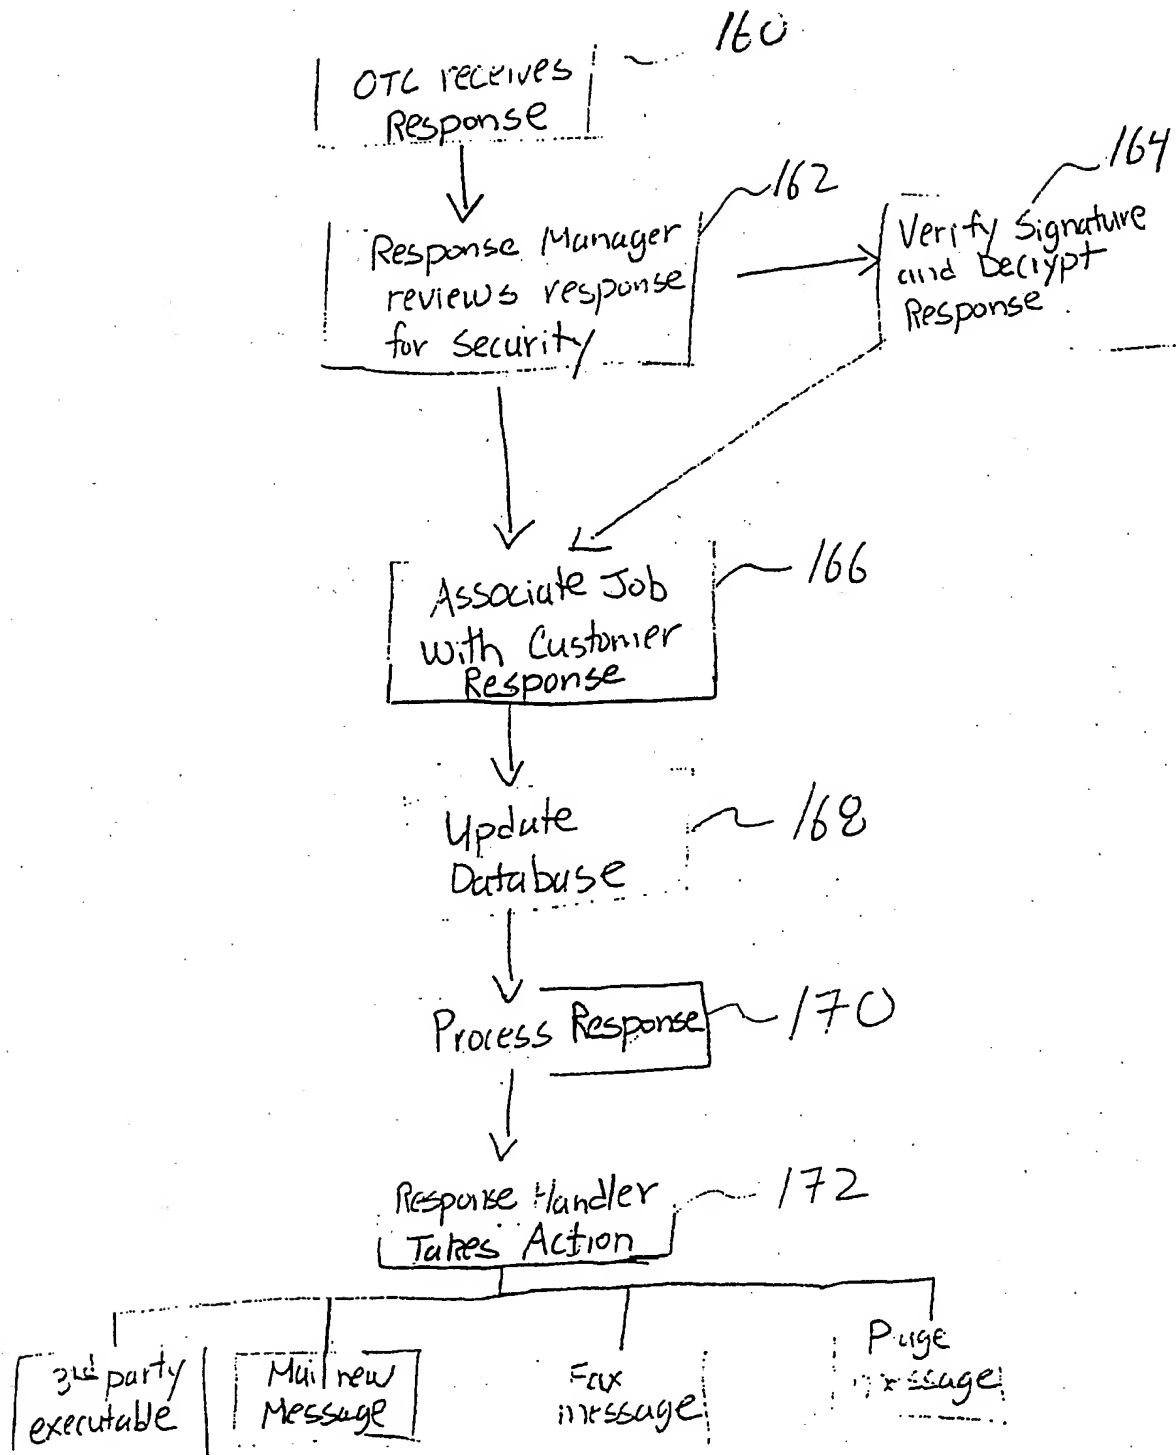 160
OTC receives
Response
162
Response Manager
reviews response
for Security
164
Verify Signature
and Decrypt
Response
166
Associate Job
with Customer
Response
168
Update
Database
170
Process Response
172
Response Handler
Takes Action
3rd party
executable
Mail new
Message
Fax
message
Page
message